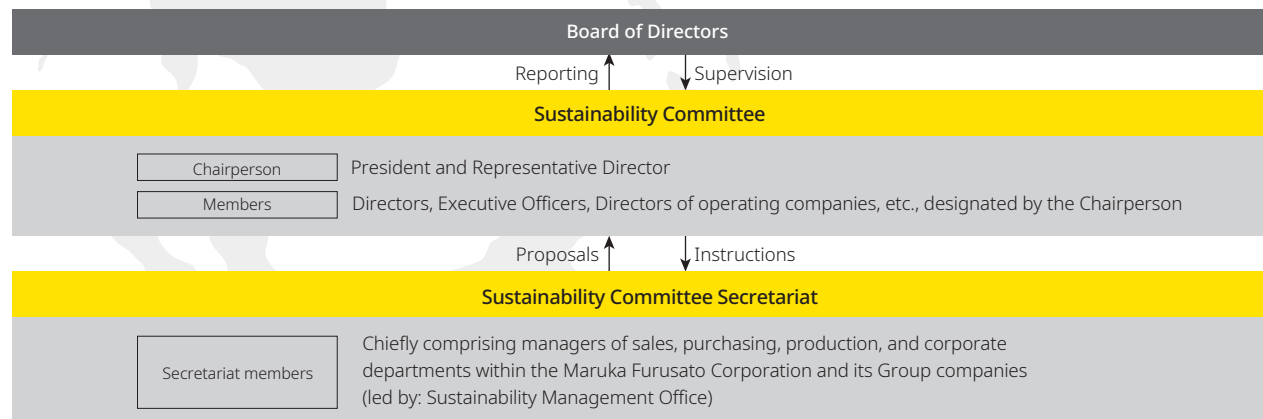 Board of Directors
Reporting
Supervision
Sustainability Committee
Chairperson
President and Representative Director
Members
Directors, Executive Officers, Directors of operating companies, etc., designated by the Chairperson
Proposals
Instructions
Sustainability Committee Secretariat
Secretariat members
Chiefly comprising managers of sales, purchasing, production, and corporate
departments within the Maruka Furusato Corporation and its Group companies
(led by: Sustainability Management Office)